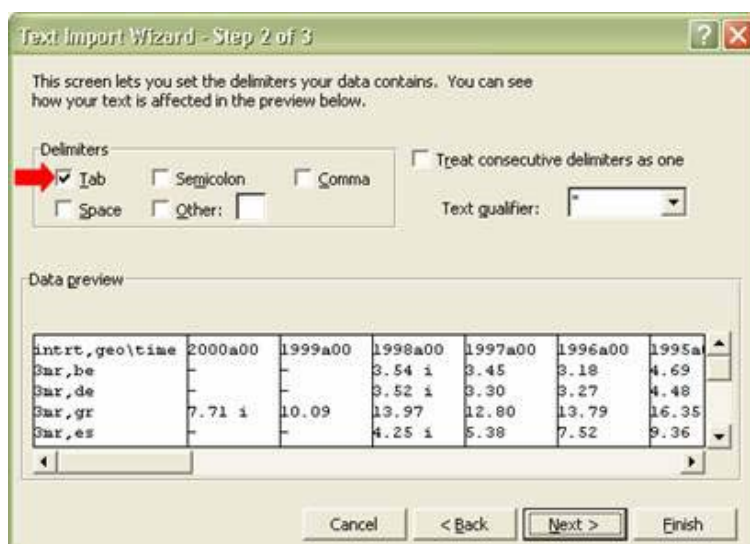 Text Import Wizard - Step 2 of 3
This screen lets you set the delimiters your data contains. You can see
how your text is affected in the preview below.
Delimiters
Tab Semicolon Comma
Space Other:
Treat consecutive delimiters as one
Text qualifier: "
Data preview
intrt,geo\time 2000a00 1999a00 1998a00 1997a00 1996a00 1995a
3mr,be - - 3.54 i 3.45 3.18 4.69
3mr,de - - 3.52 i 3.30 3.27 4.48
3mr,gr 7.71 i 10.09 13.97 12.80 13.79 16.35
3mr,es - - 4.25 i 5.38 7.52 9.36
Cancel < Back Next > Finish